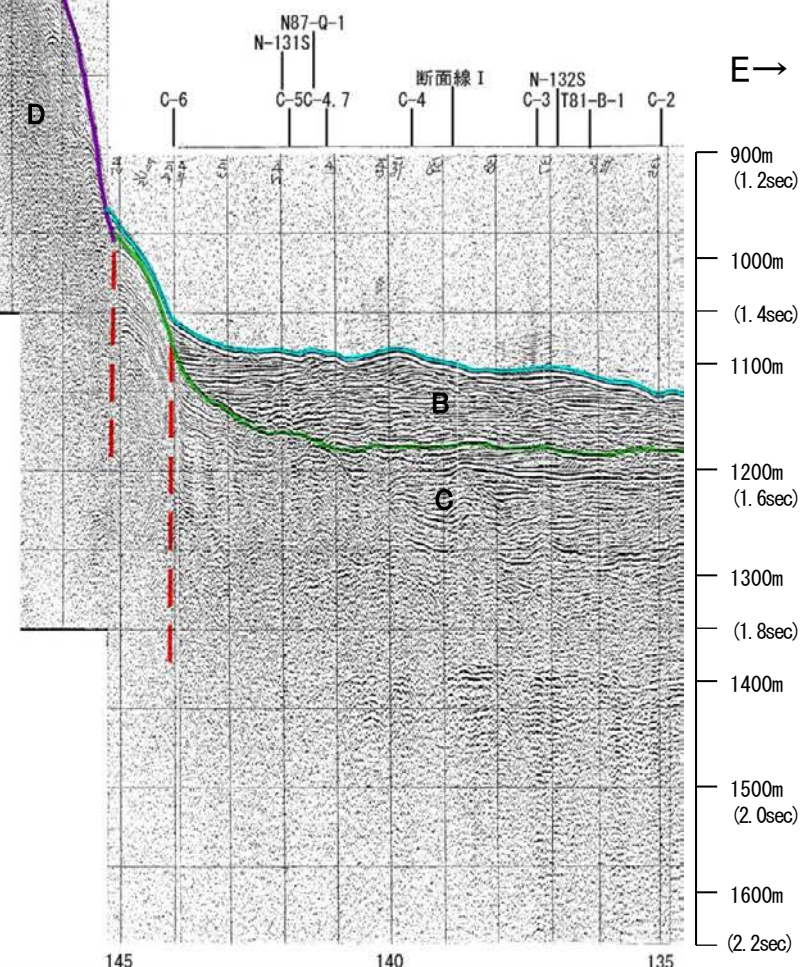 N87-Q-1
N-131S
E→
断面線Ⅰ
N-132S
C-6
C-5C-4.7
C-4
C-3
T81-B-1
C-2
D
900m
(1.2sec)
1000m
(1.4sec)
1100m
B
1200m
(1.6sec)
C
1300m
(1.8sec)
1400m
1500m
(2.0sec)
1600m
(2.2sec)
145
140
135